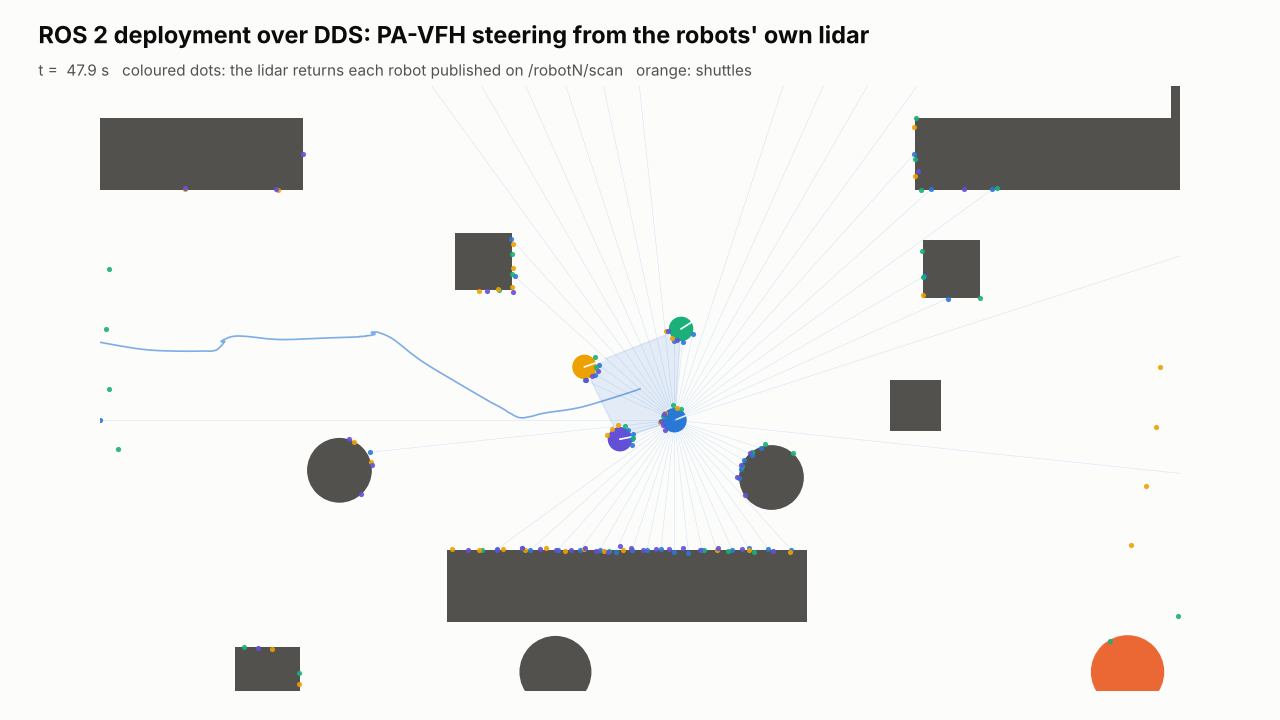 ROS 2 deployment over DDS: PA-VFH steering from the robots' own lidar
t =  47.9 s   coloured dots: the lidar returns each robot published on /robotN/scan   orange: shuttles